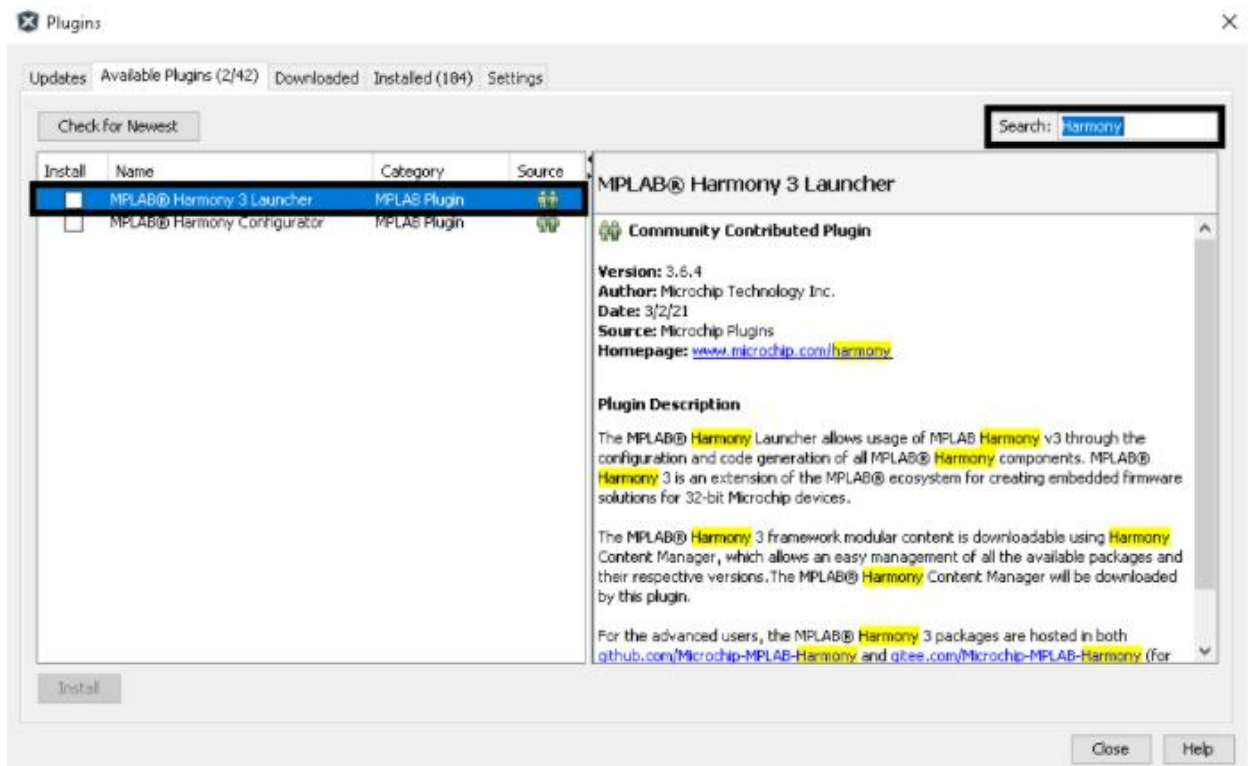 Plugins
Updates Available Plugins (2/42) Downloaded Installed (184) Settings
Check for Newest
Search: Harmony
Install Name Category Source
MPLAB® Harmony 3 Launcher MPLAB Plugin
MPLAB® Harmony Configurator MPLAB Plugin
MPLAB® Harmony 3 Launcher
Community Contributed Plugin
Version: 3.6.4
Author: Microchip Technology Inc.
Date: 3/2/21
Source: Microchip Plugins
Homepage: www.microchip.com/harmony
Plugin Description
The MPLAB® Harmony Launcher allows usage of MPLAB Harmony v3 through the
configuration and code generation of all MPLAB® Harmony components. MPLAB®
Harmony 3 is an extension of the MPLAB® ecosystem for creating embedded firmware
solutions for 32-bit Microchip devices.
The MPLAB® Harmony 3 framework modular content is downloadable using Harmony
Content Manager, which allows an easy management of all the available packages and
their respective versions.The MPLAB® Harmony Content Manager will be downloaded
by this plugin.
For the advanced users, the MPLAB® Harmony 3 packages are hosted in both
github.com/Microchip-MPLAB-Harmony and gitee.com/Microchip-MPLAB-Harmony (for
Install
Close Help